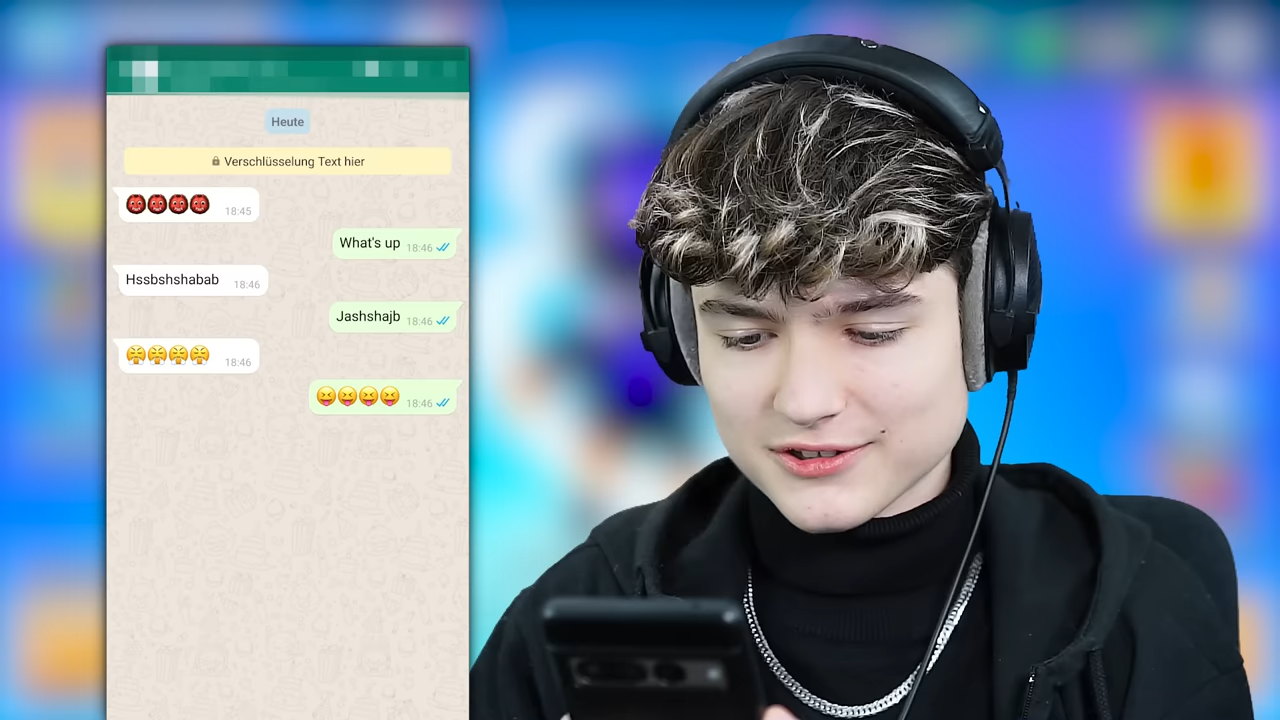 Heute
🔒 Verschlüsselung Text hier
👹👹👹👹 18:45
What's up 18:46
Hssbshshabab 18:46
Jashshajb 18:46
😤😤😤😤 18:46
😝😝😝😝 18:46